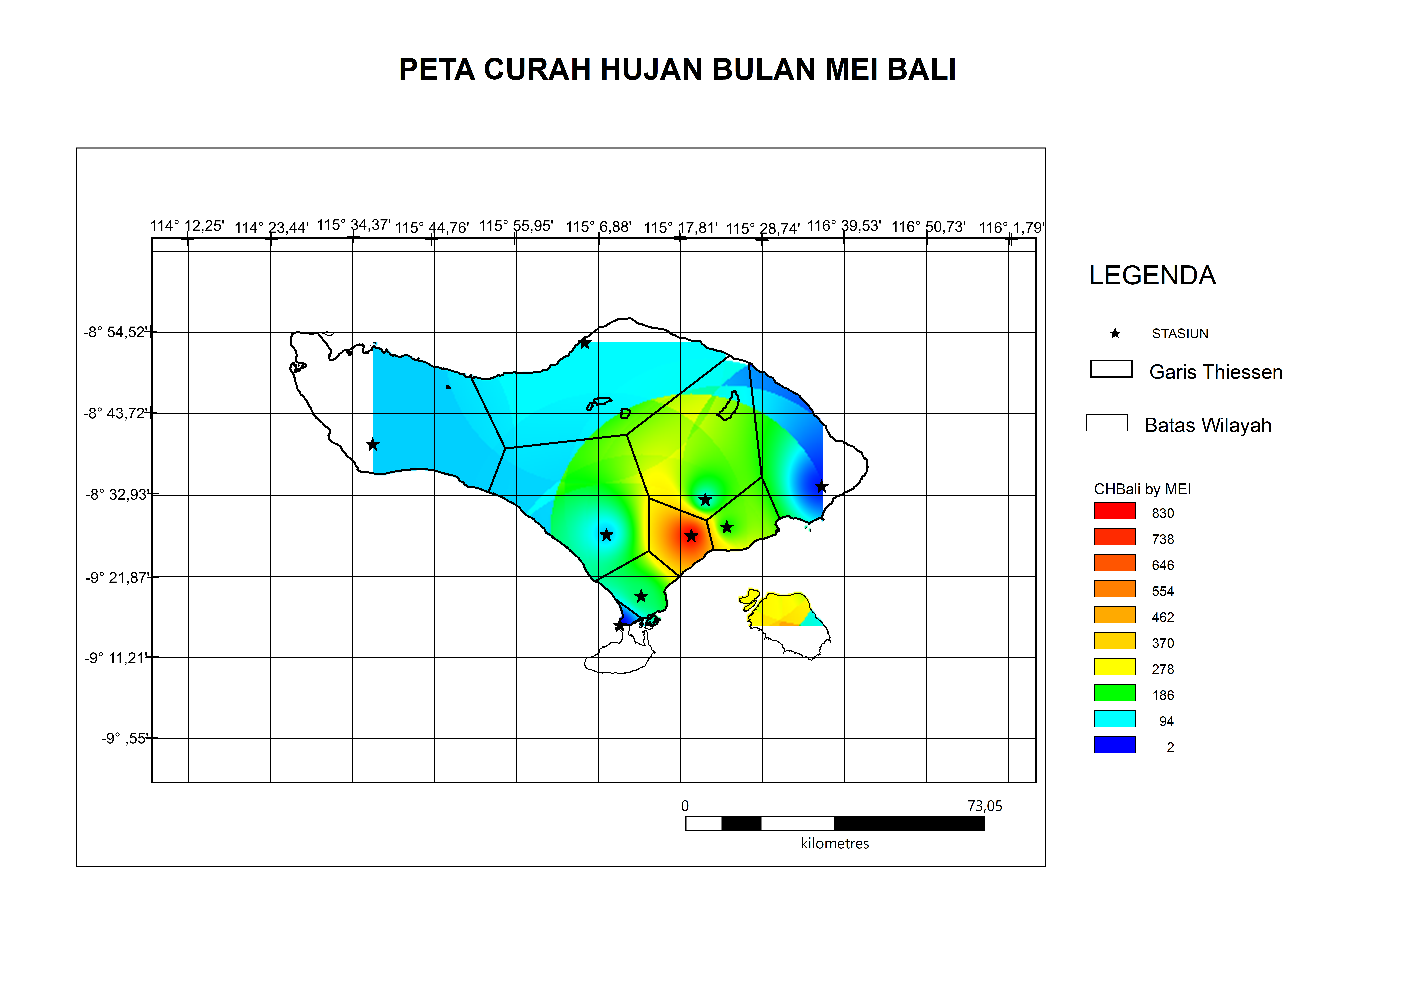 PETA CURAH HUJAN BULAN MEI BALI
114° 12,25' 114° 23,44' 115° 34,37' 115° 44,76' 115° 55,95' 115° 6,88' 115° 17,81' 115° 28,74' 116° 39,53' 116° 50,73' 116° 1,79'
-8° 54,52'
-8° 43,72'
-8° 32,93'
-9° 21,87'
-9° 11,21'
-9° ,55'
0 73,05
kilometres
LEGENDA
STASIUN
Garis Thiessen
Batas Wilayah
CHBali by MEI
830
738
646
554
462
370
278
186
94
2